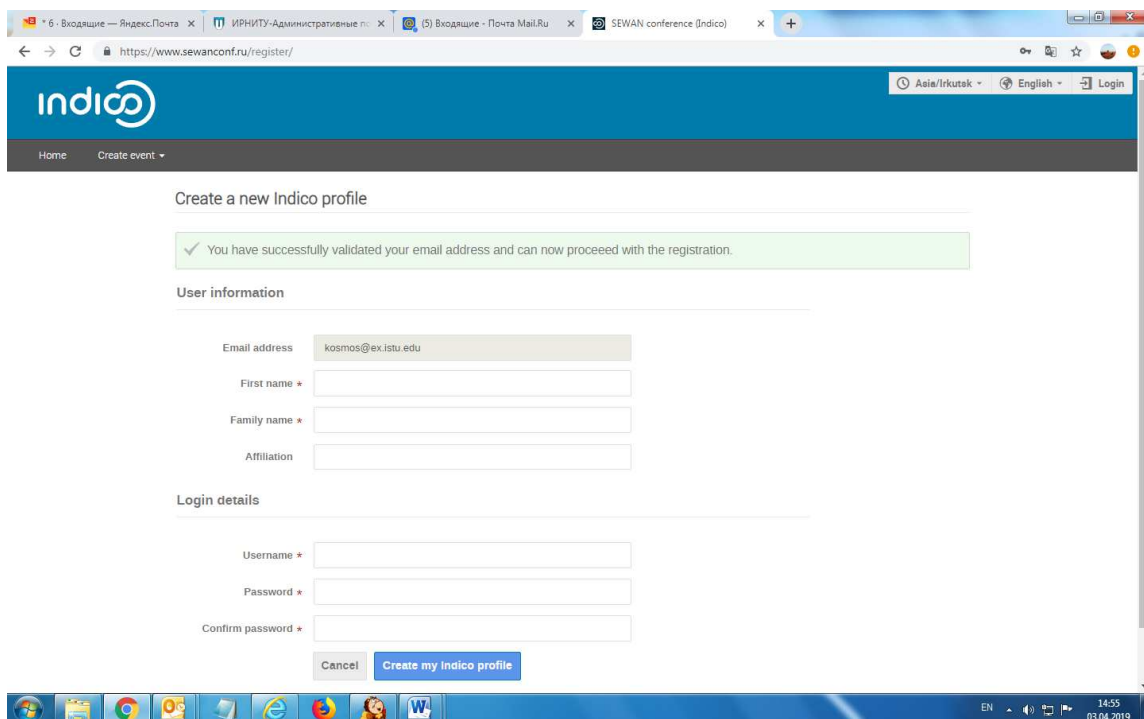 * 6 · Входящие — Яндекс.Почта
ИРНИТУ-Административные по
(5) Входящие - Почта Mail.Ru
SEWAN conference (Indico)
https://www.sewanconf.ru/register/
indico
Asia/Irkutsk
English
Login
Home
Create event
Create a new Indico profile
You have successfully validated your email address and can now proceeed with the registration.
User information
Email address
kosmos@ex.istu.edu
First name *
Family name *
Affiliation
Login details
Username *
Password *
Confirm password *
Cancel
Create my Indico profile
EN
14:55
03.04.2019